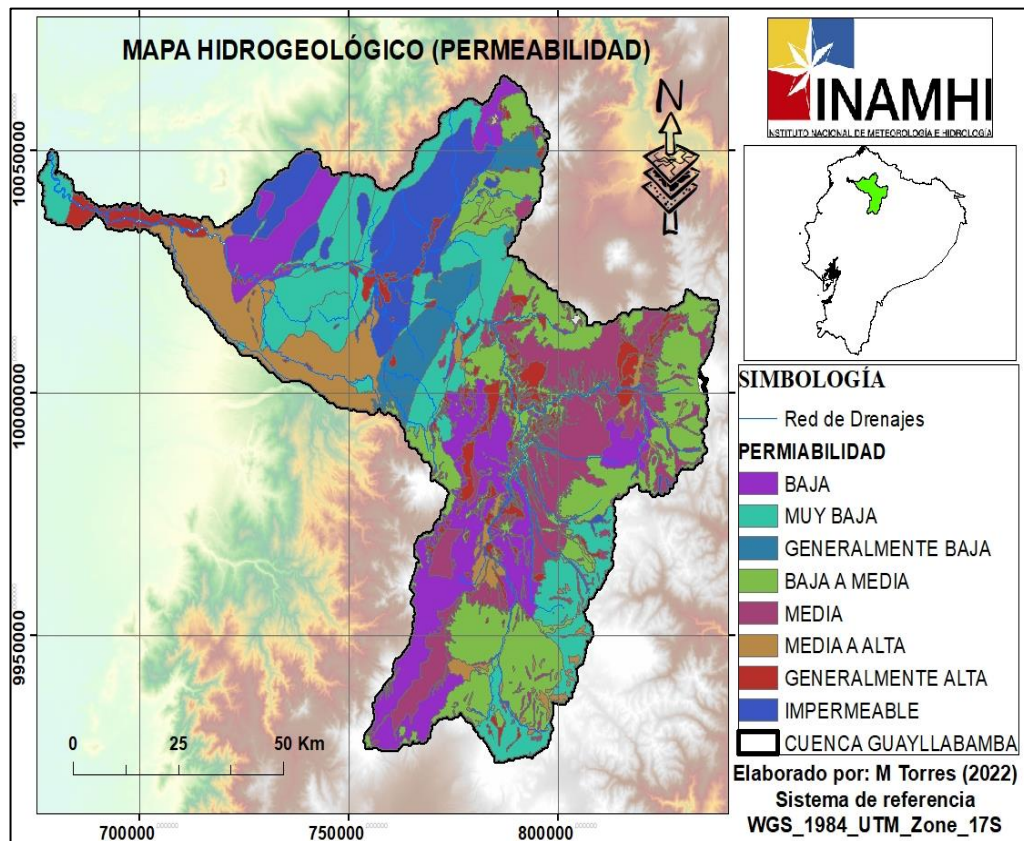 MAPA HIDROGEOLÓGICO (PERMEABILIDAD)
N
INAMHI
INSTITUTO NACIONAL DE METEOROLOGÍA E HIDROLOGÍA
10050000
10000000
9950000
0 25 50 Km
700000
750000
800000
SIMBOLOGÍA
Red de Drenajes
PERMIABILIDAD
BAJA
MUY BAJA
GENERALMENTE BAJA
BAJA A MEDIA
MEDIA
MEDIA A ALTA
GENERALMENTE ALTA
IMPERMEABLE
CUENCA GUAYLLABAMBA
Elaborado por: M Torres (2022)
Sistema de referencia
WGS_1984_UTM_Zone_17S